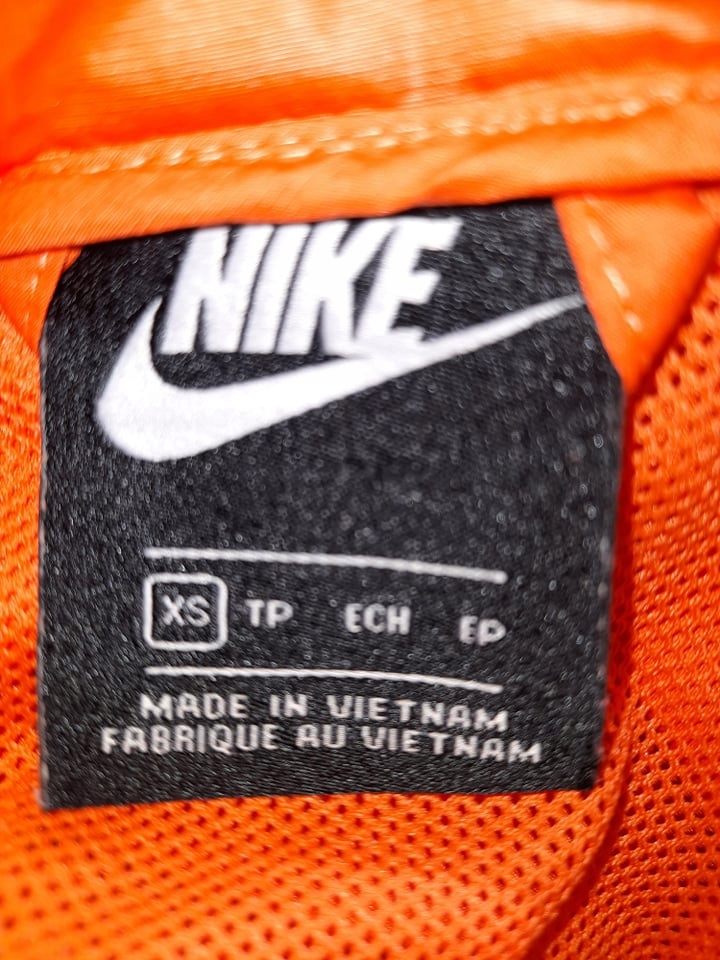 NIKE
XS TP ECH EP
MADE IN VIETNAM
FABRIQUE AU VIETNAM